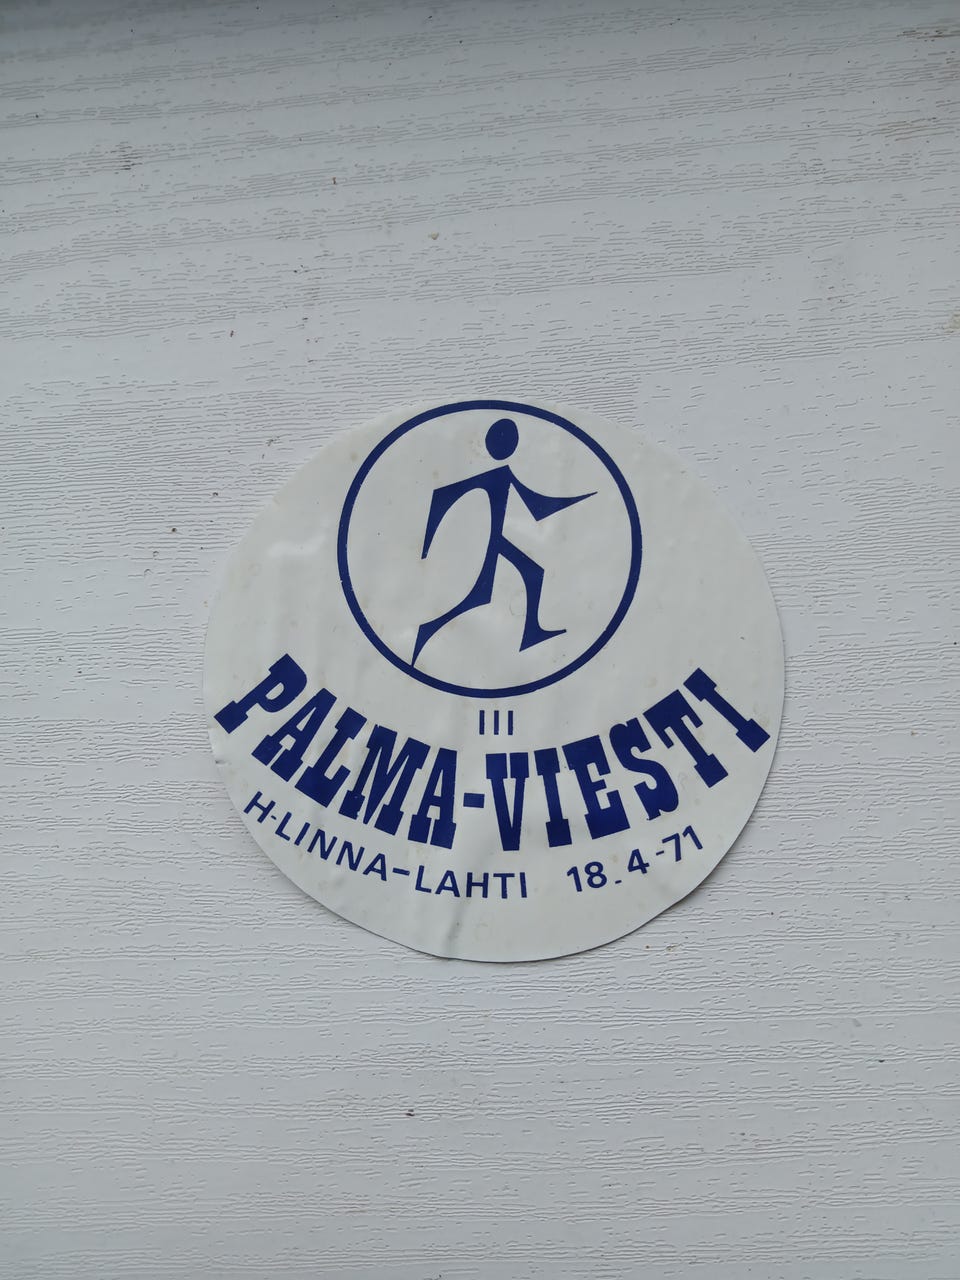 III
PALMA-VIESTI
H-LINNA-LAHTI 18.4-71